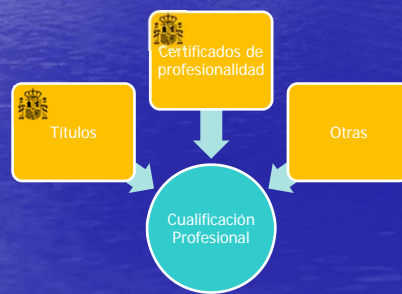 Certificados de
profesionalidad
Títulos
Otras
Cualificación
Profesional